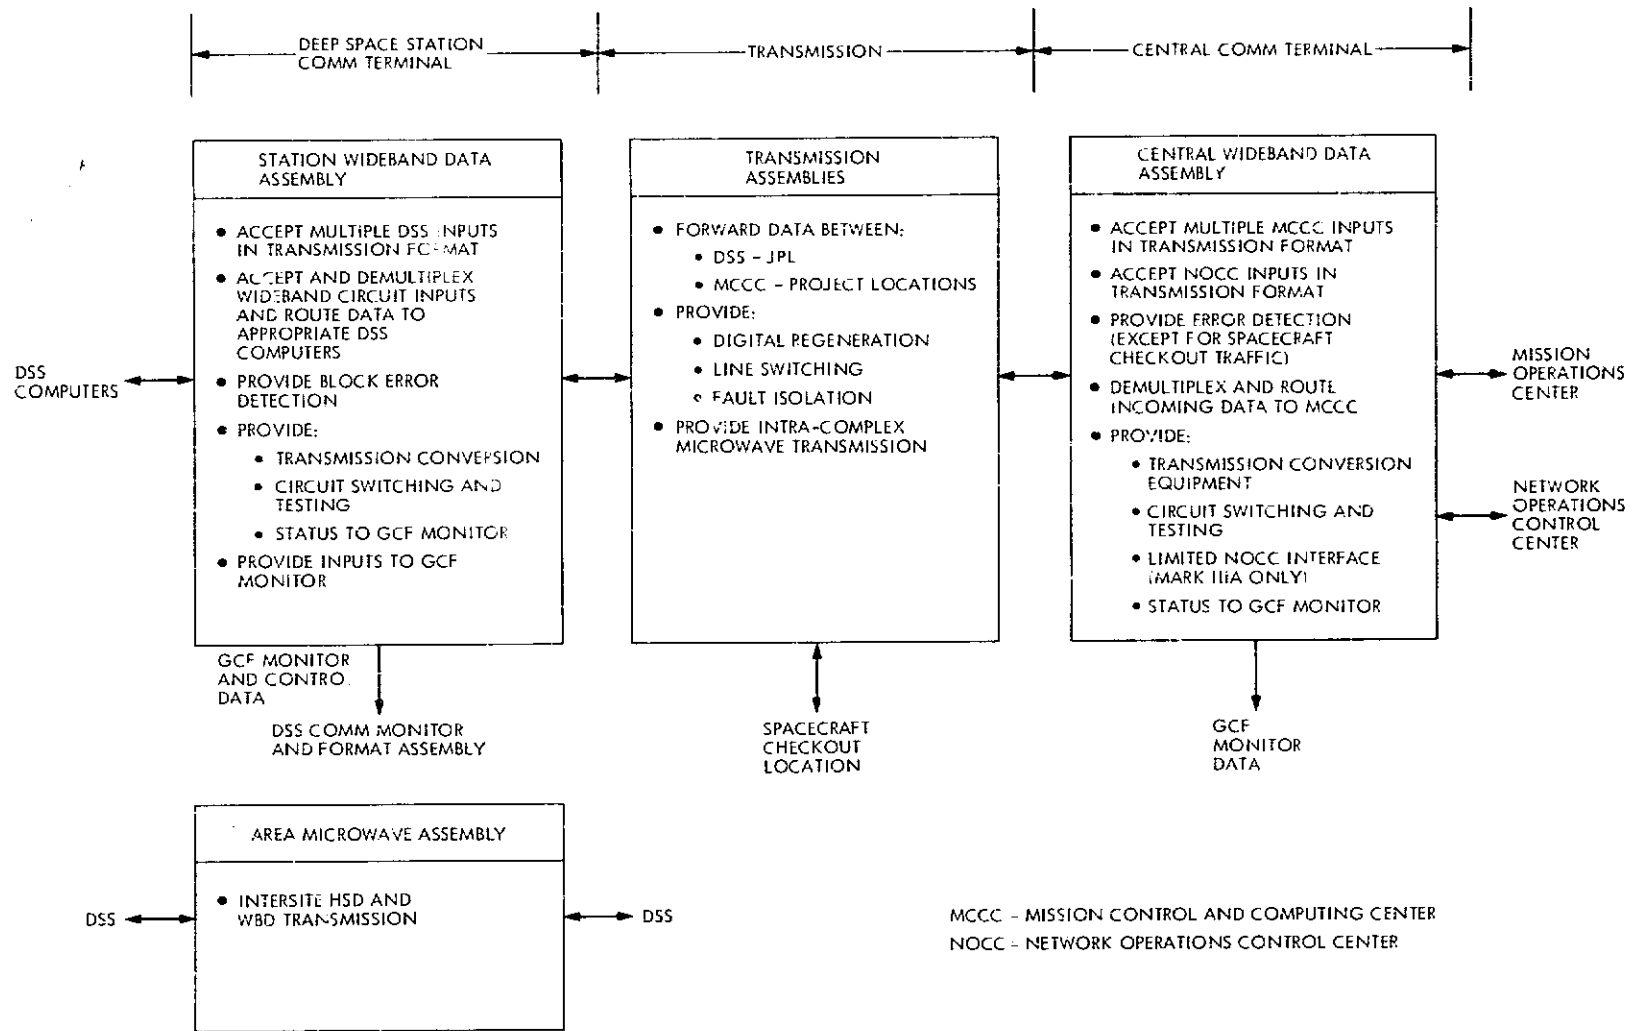 DEEP SPACE STATION
COMM TERMINAL
TRANSMISSION
CENTRAL COMM TERMINAL
STATION WIDEBAND DATA
ASSEMBLY
• ACCEPT MULTIPLE DSS INPUTS
IN TRANSMISSION FORMAT
• ACCEPT AND DEMULTIPLEX
WIDEBAND CIRCUIT INPUTS
AND ROUTE DATA TO
APPROPRIATE DSS
COMPUTERS
• PROVIDE BLOCK ERROR
DETECTION
• PROVIDE:
• TRANSMISSION CONVERSION
• CIRCUIT SWITCHING AND
TESTING
• STATUS TO GCF MONITOR
• PROVIDE INPUTS TO GCF
MONITOR
DSS
COMPUTERS
GCF MONITOR
AND CONTROL
DATA
DSS COMM MONITOR
AND FORMAT ASSEMBLY
TRANSMISSION
ASSEMBLIES
• FORWARD DATA BETWEEN:
• DSS - JPL
• MCCC - PROJECT LOCATIONS
• PROVIDE:
• DIGITAL REGENERATION
• LINE SWITCHING
• FAULT ISOLATION
• PROVIDE INTRA-COMPLEX
MICROWAVE TRANSMISSION
SPACECRAFT
CHECKOUT
LOCATION
CENTRAL WIDEBAND DATA
ASSEMBLY
• ACCEPT MULTIPLE MCCC INPUTS
IN TRANSMISSION FORMAT
• ACCEPT NOCC INPUTS IN
TRANSMISSION FORMAT
• PROVIDE ERROR DETECTION
(EXCEPT FOR SPACECRAFT
CHECKOUT TRAFFIC)
• DEMULTIPLEX AND ROUTE
INCOMING DATA TO MCCC
• PROVIDE:
• TRANSMISSION CONVERSION
EQUIPMENT
• CIRCUIT SWITCHING AND
TESTING
• LIMITED NOCC INTERFACE
(MARK IIIA ONLY)
• STATUS TO GCF MONITOR
MISSION
OPERATIONS
CENTER
NETWORK
OPERATIONS
CONTROL
CENTER
GCF
MONITOR
DATA
AREA MICROWAVE ASSEMBLY
• INTERSITE HSD AND
WBD TRANSMISSION
DSS
DSS
MCCC - MISSION CONTROL AND COMPUTING CENTER
NOCC - NETWORK OPERATIONS CONTROL CENTER